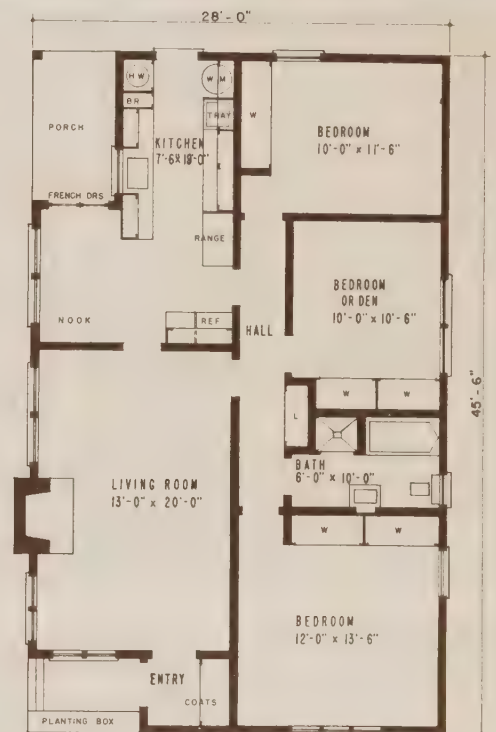 28'-0"
HW
WM
BR
TRAY
W
PORCH
KITCHEN
7'-6 x 18'-0"
BEDROOM
10'-0" x 11'-6"
FRENCH DRS
RANGE
BEDROOM
OR DEN
10'-0" x 10'-6"
NOOK
REF
HALL
45'-6"
W
W
L
BATH
6'-0" x 10'-0"
LIVING ROOM
13'-0" x 20'-0"
W
W
BEDROOM
12'-0" x 13'-6"
ENTRY
COATS
PLANTING BOX